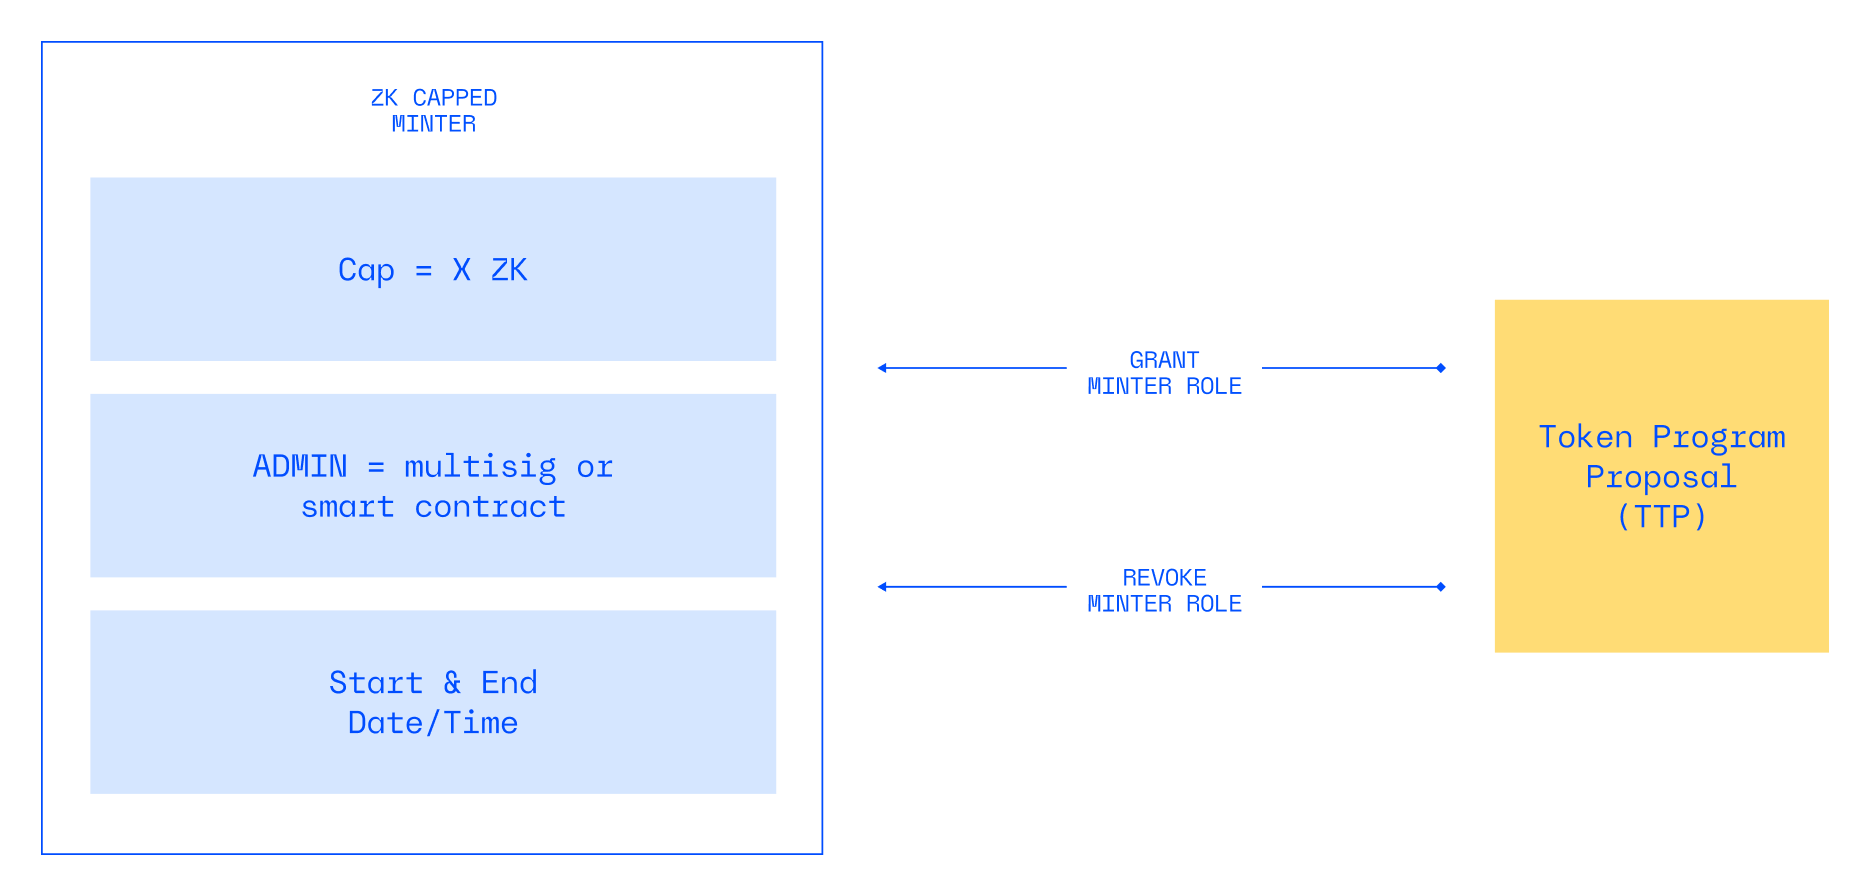 ZK CAPPED
MINTER
Cap = X ZK
ADMIN = multisig or
smart contract
Start & End
Date/Time
GRANT
MINTER ROLE
REVOKE
MINTER ROLE
Token Program
Proposal
(TTP)